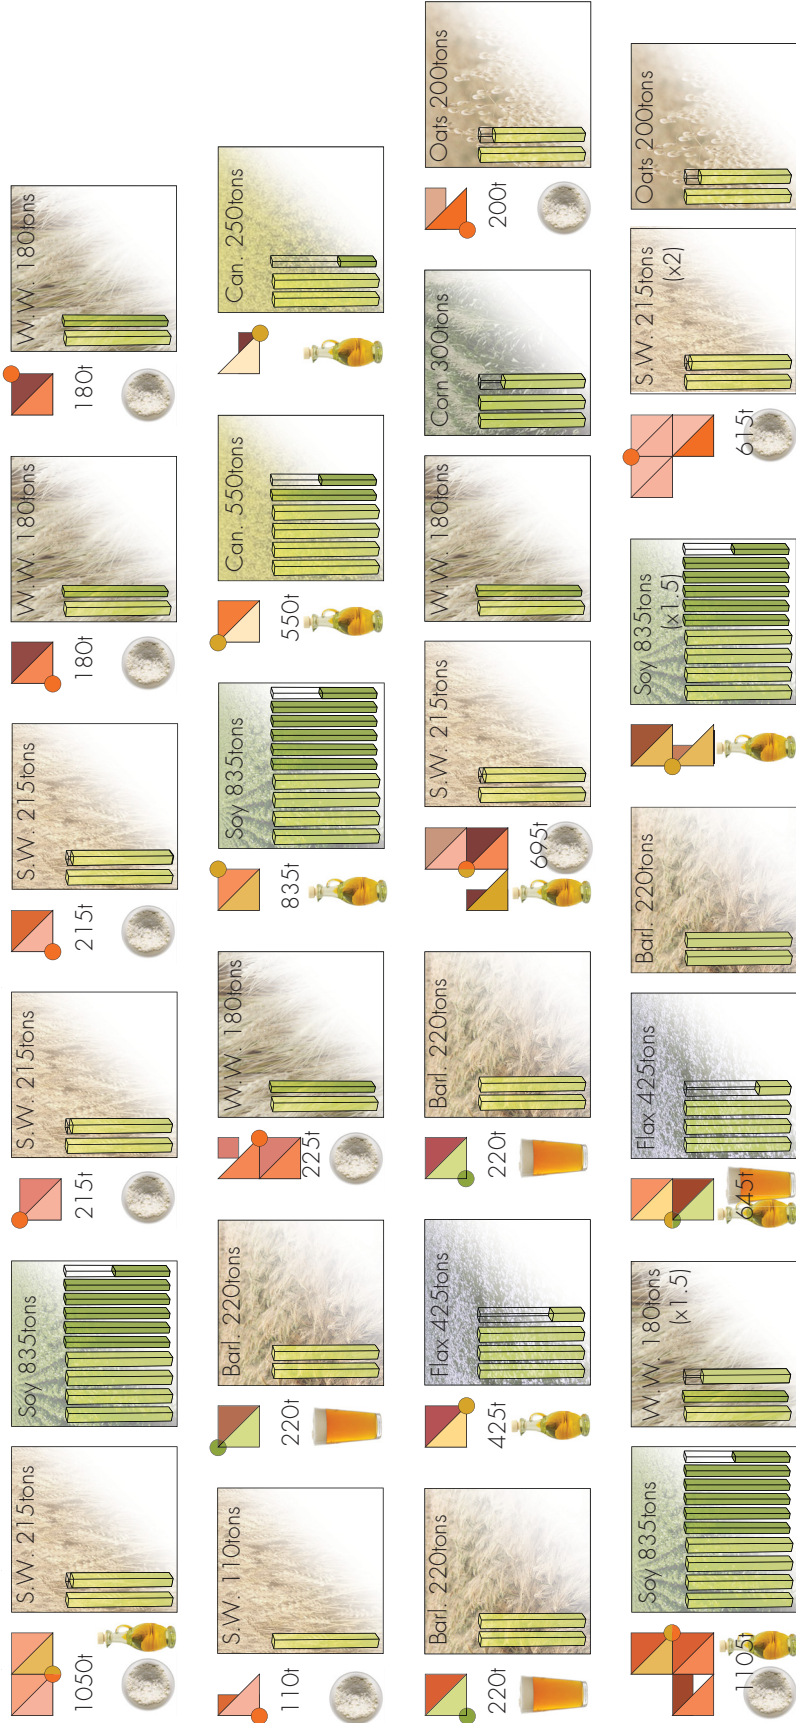 1050t
S.W. 215tons
Soy 835tons
215t
S.W. 215tons
215t
S.W. 215tons
180t
W.W. 180tons
180t
W.W. 180tons
110t
S.W. 110tons
220t
Barl. 220tons
225t
W.W. 180tons
835t
Soy 835tons
550t
Can. 550tons
Can. 250tons
220t
Barl. 220tons
425t
Flax 425tons
220t
Barl. 220tons
695t
S.W. 215tons
W.W. 180tons
Corn 300tons
200t
Oats 200tons
1105t
Soy 835tons
W.W. 180tons
(x1.5)
645t
Flax 425tons
Barl. 220tons
Soy 835tons
(x1.5)
615t
S.W. 215tons
(x2)
Oats 200tons